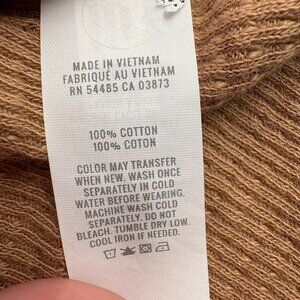 MADE IN VIETNAM
FABRIQUÉ AU VIETNAM
RN 54485 CA 03873
100% COTTON
100% COTON
COLOR MAY TRANSFER
WHEN NEW. WASH ONCE
SEPARATELY IN COLD
WATER BEFORE WEARING.
MACHINE WASH COLD
SEPARATELY. DO NOT
BLEACH. TUMBLE DRY LOW.
COOL IRON IF NEEDED.